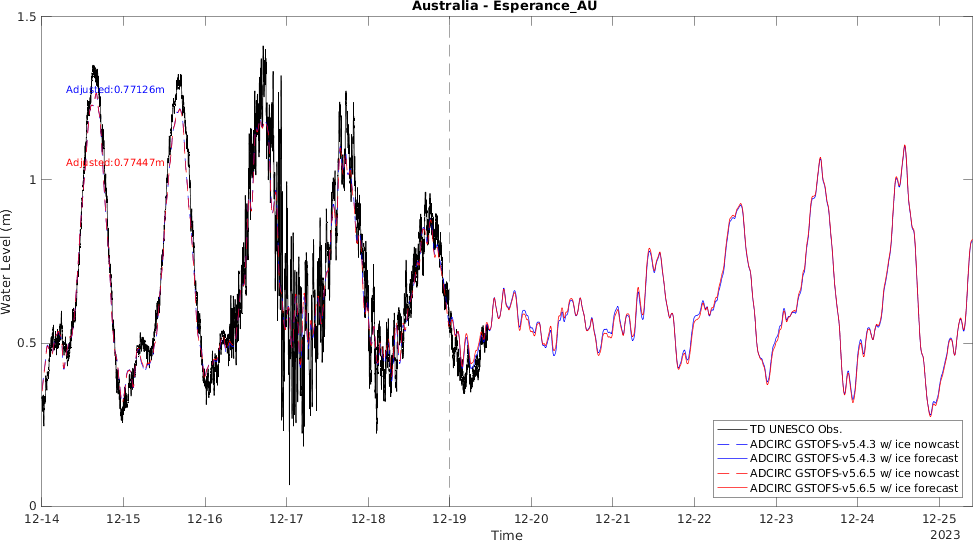 Australia - Esperance_AU
1.5
1
0.5
0
Water Level (m)
Adjusted:0.77126m
Adjusted:0.77447m
TD UNESCO Obs.
ADCIRC GSTOFS-v5.4.3 w/ ice nowcast
ADCIRC GSTOFS-v5.4.3 w/ ice forecast
ADCIRC GSTOFS-v5.6.5 w/ ice nowcast
ADCIRC GSTOFS-v5.6.5 w/ ice forecast
12-14 12-15 12-16 12-17 12-18 12-19 12-20 12-21 12-22 12-23 12-24 12-25
Time
2023